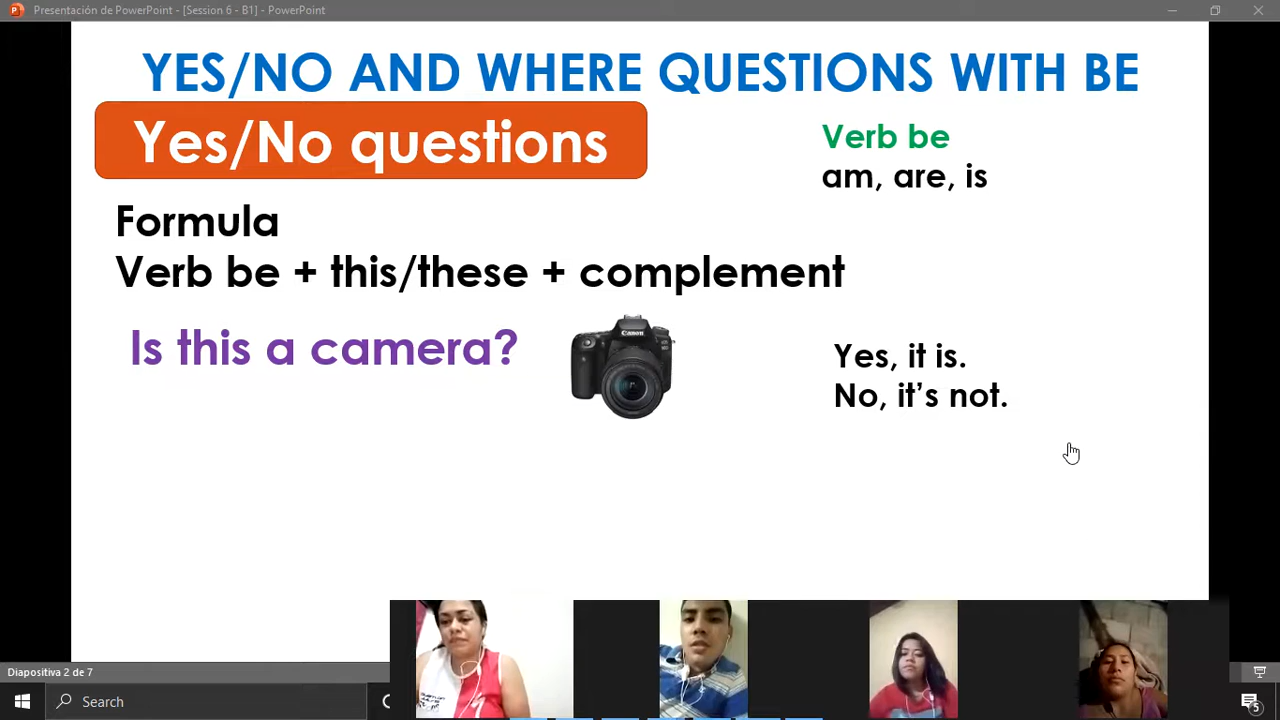 Presentación de PowerPoint - [Session 6 - B1] - PowerPoint
YES/NO AND WHERE QUESTIONS WITH BE
Yes/No questions
Verb be
am, are, is
Formula
Verb be + this/these + complement
Is this a camera?
Canon
Yes, it is.
No, it’s not.
Diapositiva 2 de 7
Search
5